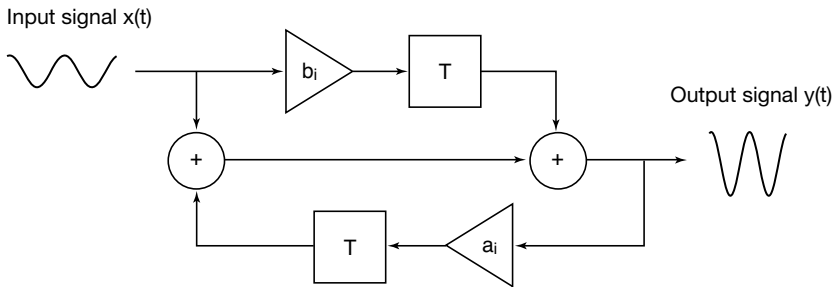 Input signal x(t)
bi
T
Output signal y(t)
+
+
T
ai